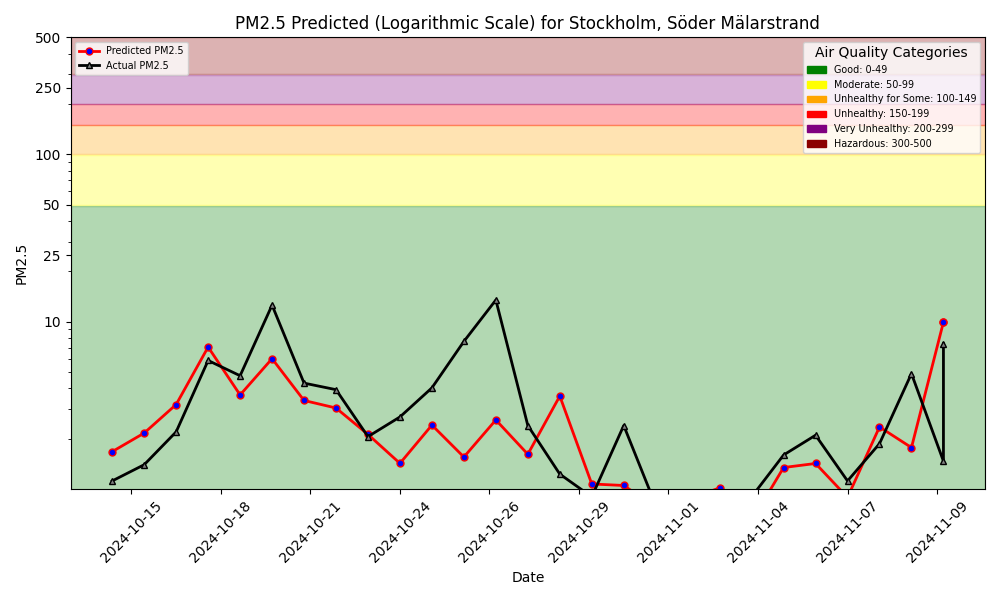 PM2.5 Predicted (Logarithmic Scale) for Stockholm, Söder Mälarstrand
Predicted PM2.5
Actual PM2.5
Air Quality Categories
Good: 0-49
Moderate: 50-99
Unhealthy for Some: 100-149
Unhealthy: 150-199
Very Unhealthy: 200-299
Hazardous: 300-500
500
250
100
50
25
10
PM2.5
2024-10-15
2024-10-18
2024-10-21
2024-10-24
2024-10-26
2024-10-29
2024-11-01
2024-11-04
2024-11-07
2024-11-09
Date